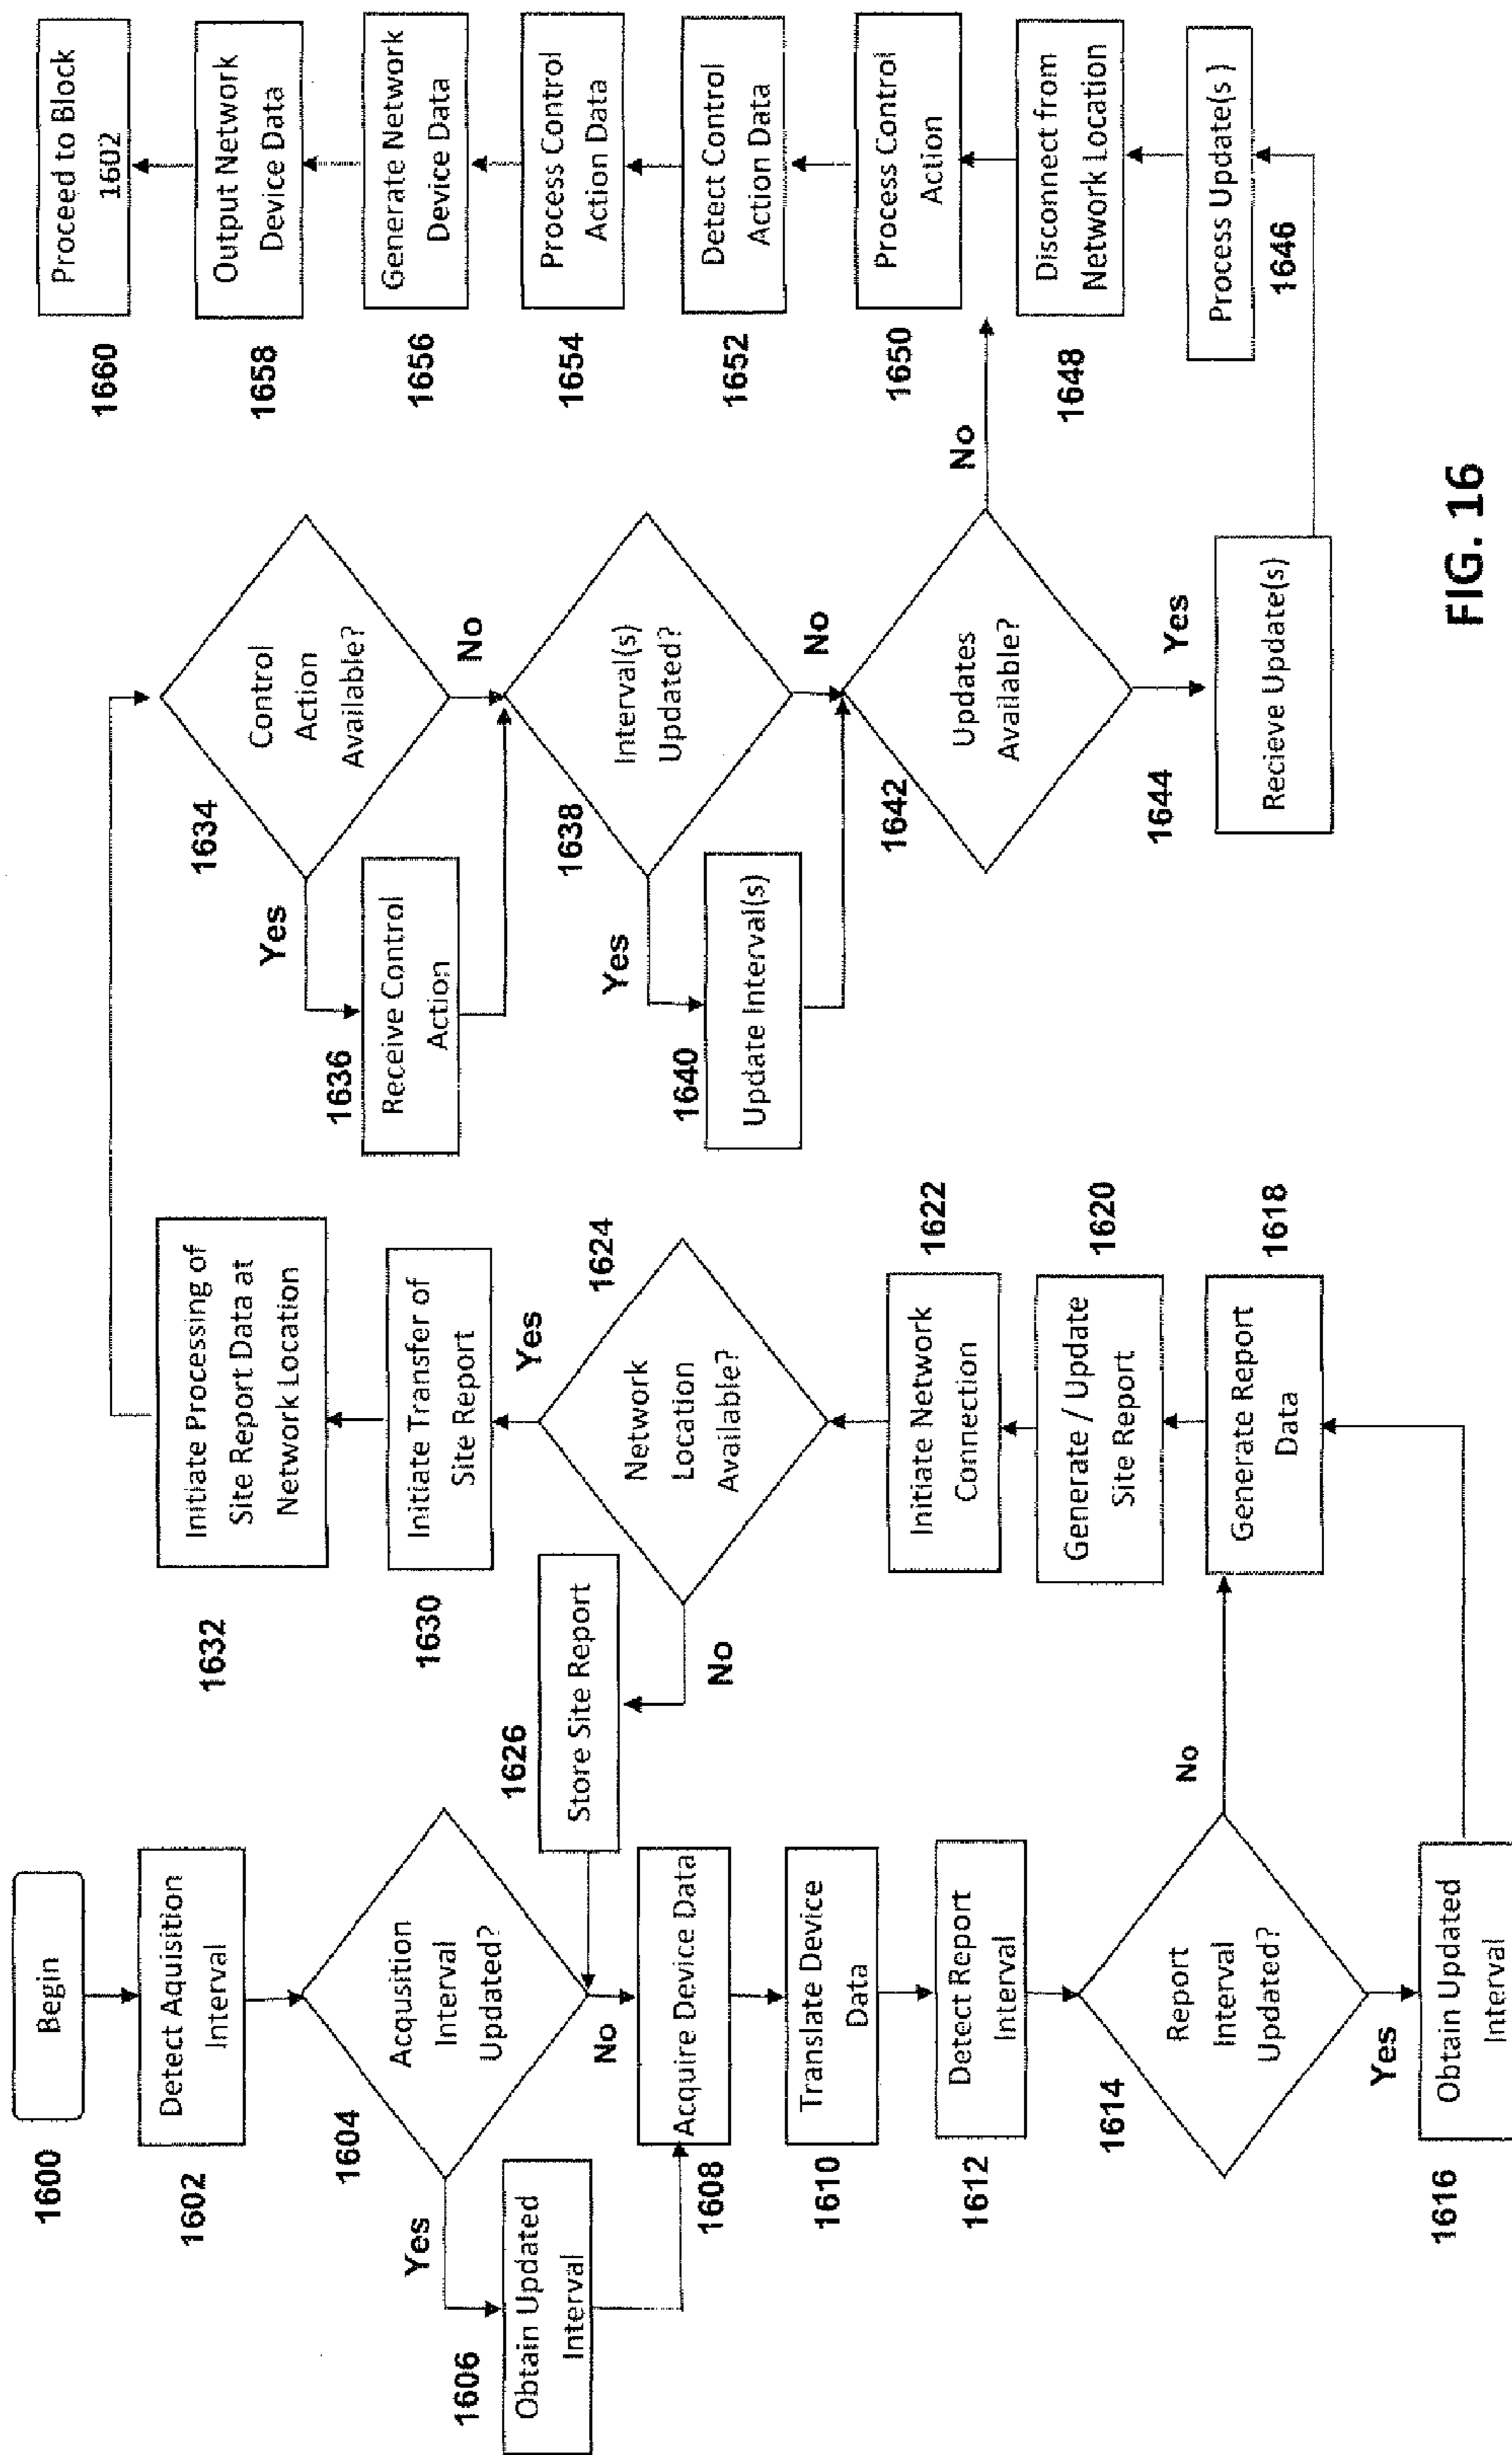 1600
Begin
1602
Detect Aquisition
Interval
1604
Acqusition
Interval
Updated?
Yes
No
1606
Obtain Updated
Interval
1608
Acquire Device Data
1610
Translate Device
Data
1612
Detect Report
Interval
1614
Report
Interval
Updated?
No
Yes
1616
Obtain Updated
Interval
1618
Generate Report
Data
1620
Generate / Update
Site Report
1622
Initiate Network
Connection
1624
Network
Location
Available?
Yes
No
1626
Store Site Report
1630
Initiate Transfer of
Site Report
1632
Initiate Processing of
Site Report Data at
Network Location
1634
Control
Action
Available?
Yes
No
1636
Receive Control
Action
1638
Interval(s)
Updated?
Yes
No
1640
Update Interval(s)
1642
Updates
Available?
No
Yes
1644
Recieve Update(s)
1646
Process Update(s )
1648
Disconnect from
Network Location
1650
Process Control
Action
1652
Detect Control
Action Data
1654
Process Control
Action Data
1656
Generate Network
Device Data
1658
Output Network
Device Data
1660
Proceed to Block
1602
FIG. 16